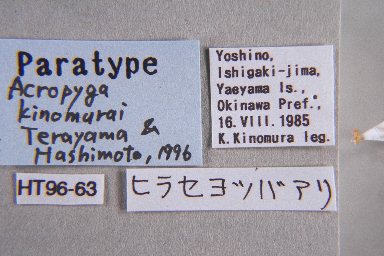 Paratype
Acropyga
kinomurai
Terayama &
Hashimoto, 1996
Yoshino,
Ishigaki-jima,
Yaeyama Is.,
Okinawa Pref.,
16. VIII. 1985
K. Kinomura leg.
HT96-63
ヒラセヨツバアリ